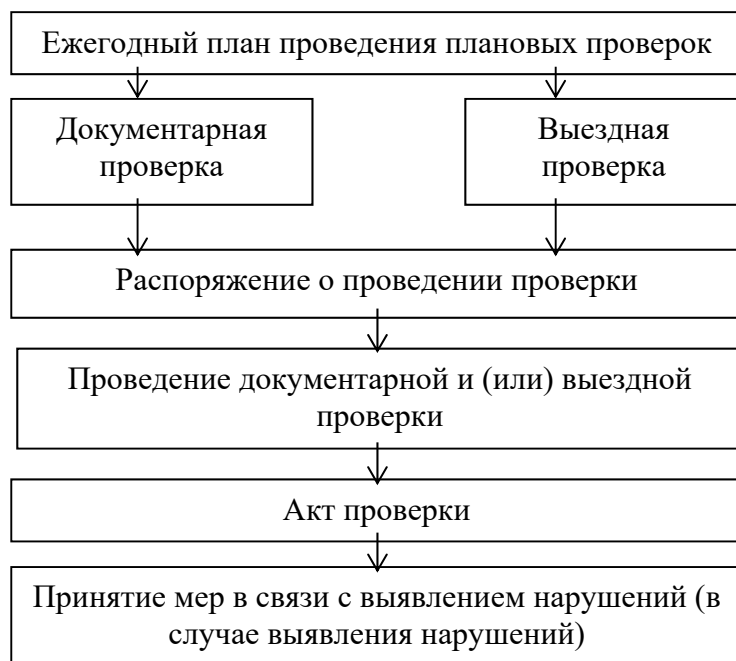 Ежегодный план проведения плановых проверок
Документарная
проверка
Выездная
проверка
Распоряжение о проведении проверки
Проведение документарной и (или) выездной
проверки
Акт проверки
Принятие мер в связи с выявлением нарушений (в
случае выявления нарушений)